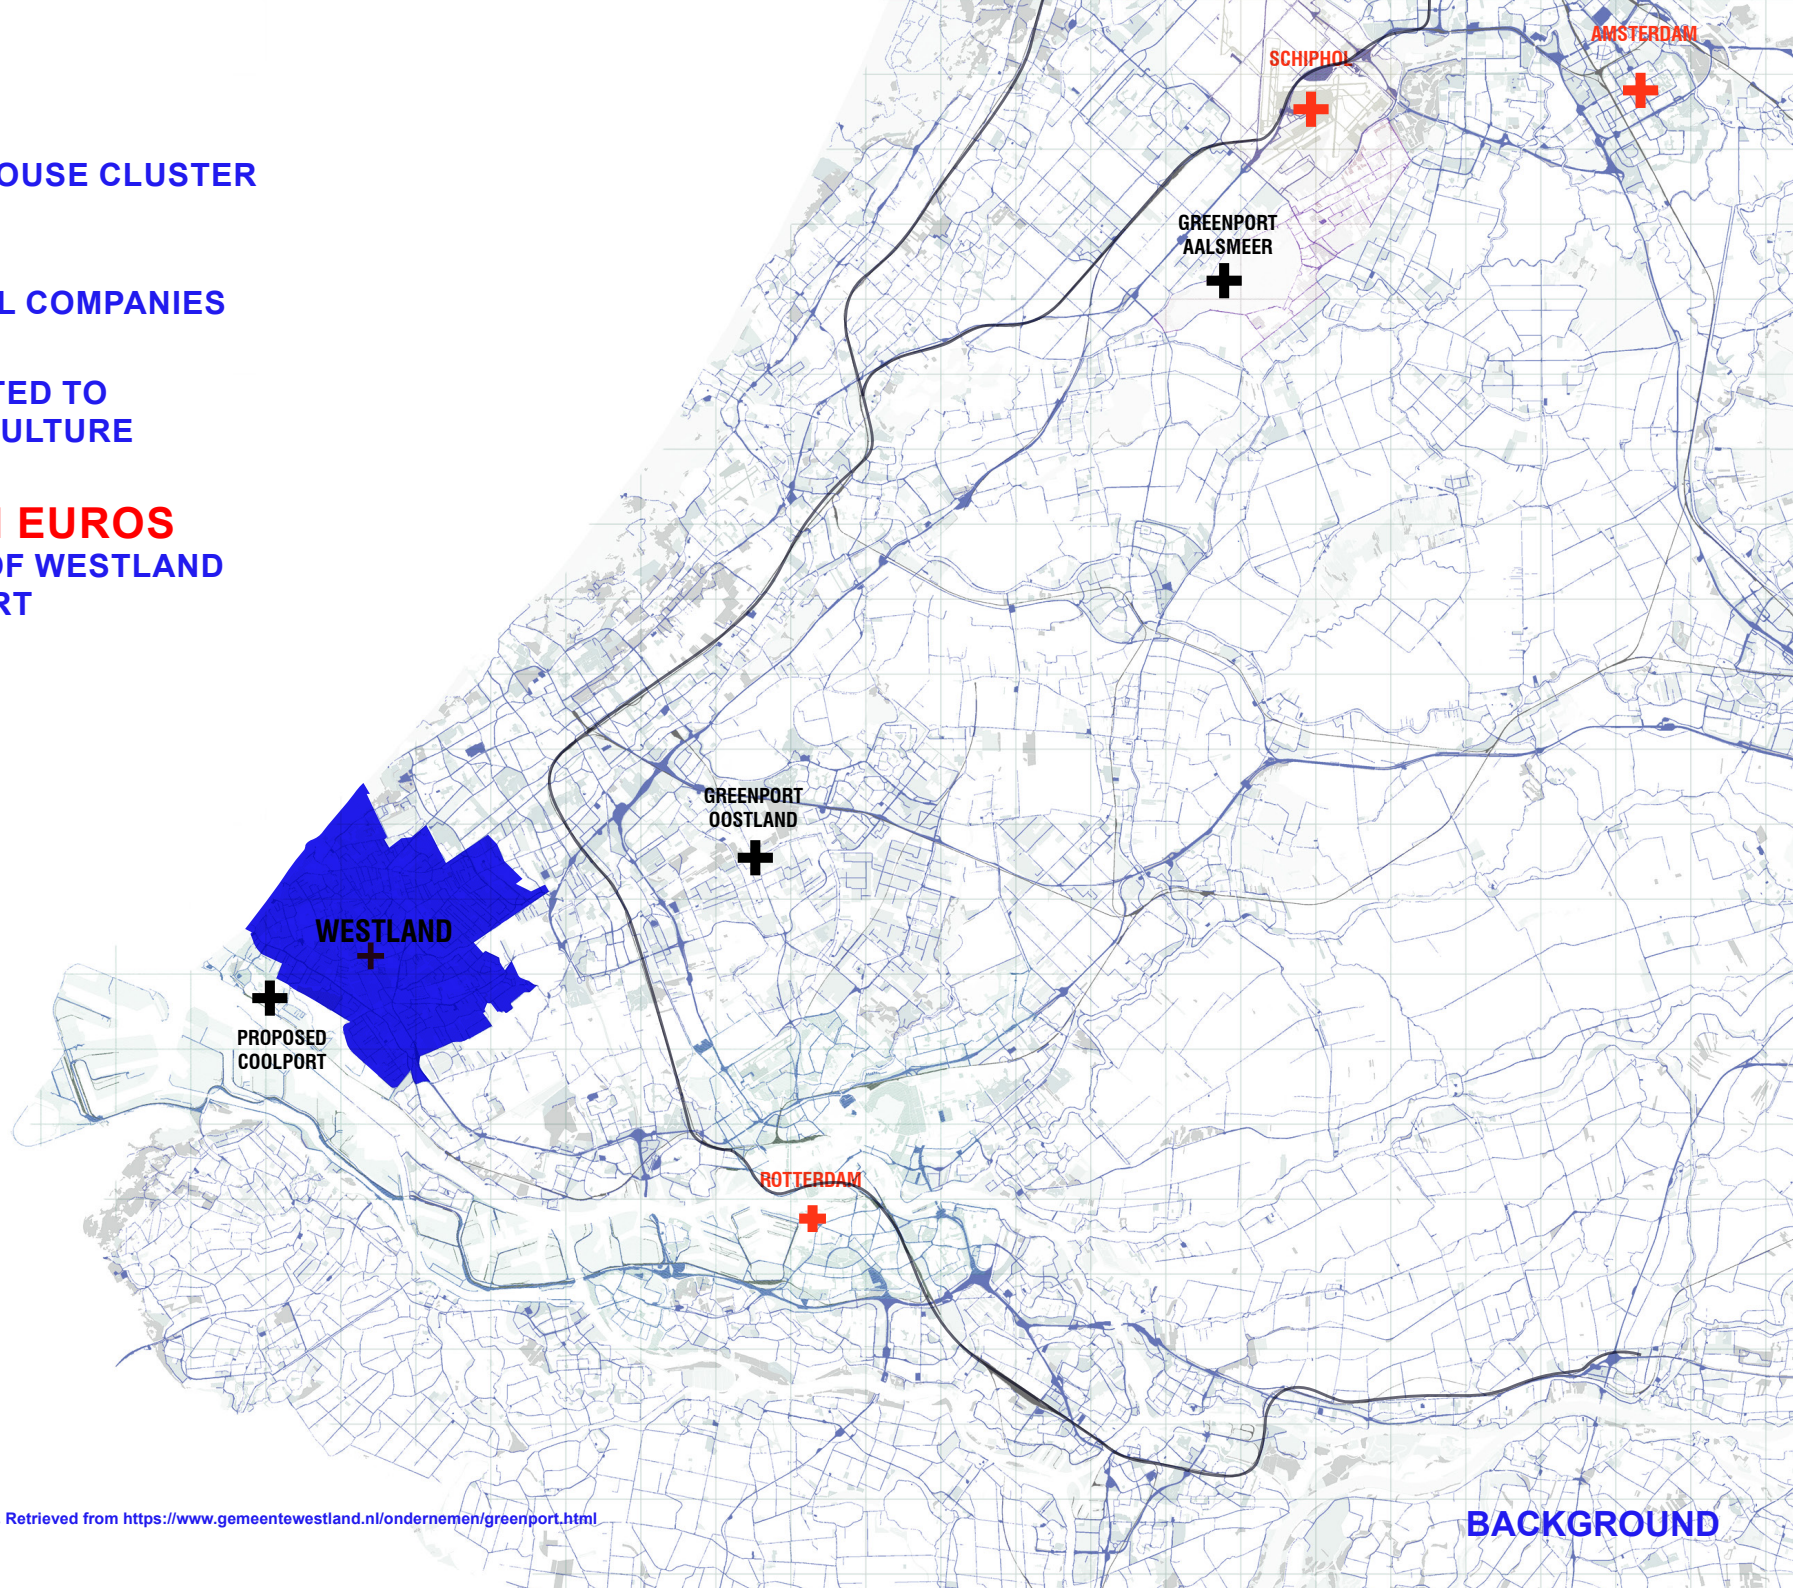 OUSE CLUSTER
L COMPANIES
TED TO
ULTURE
EUROS
OF WESTLAND
RT
SCHIPHOL
AMSTERDAM
GREENPORT
AALSMEER
GREENPORT
OOSTLAND
WESTLAND
PROPOSED
COOLPORT
ROTTERDAM
Retrieved from https://www.gemeentewestland.nl/ondernemen/greenport.html
BACKGROUND